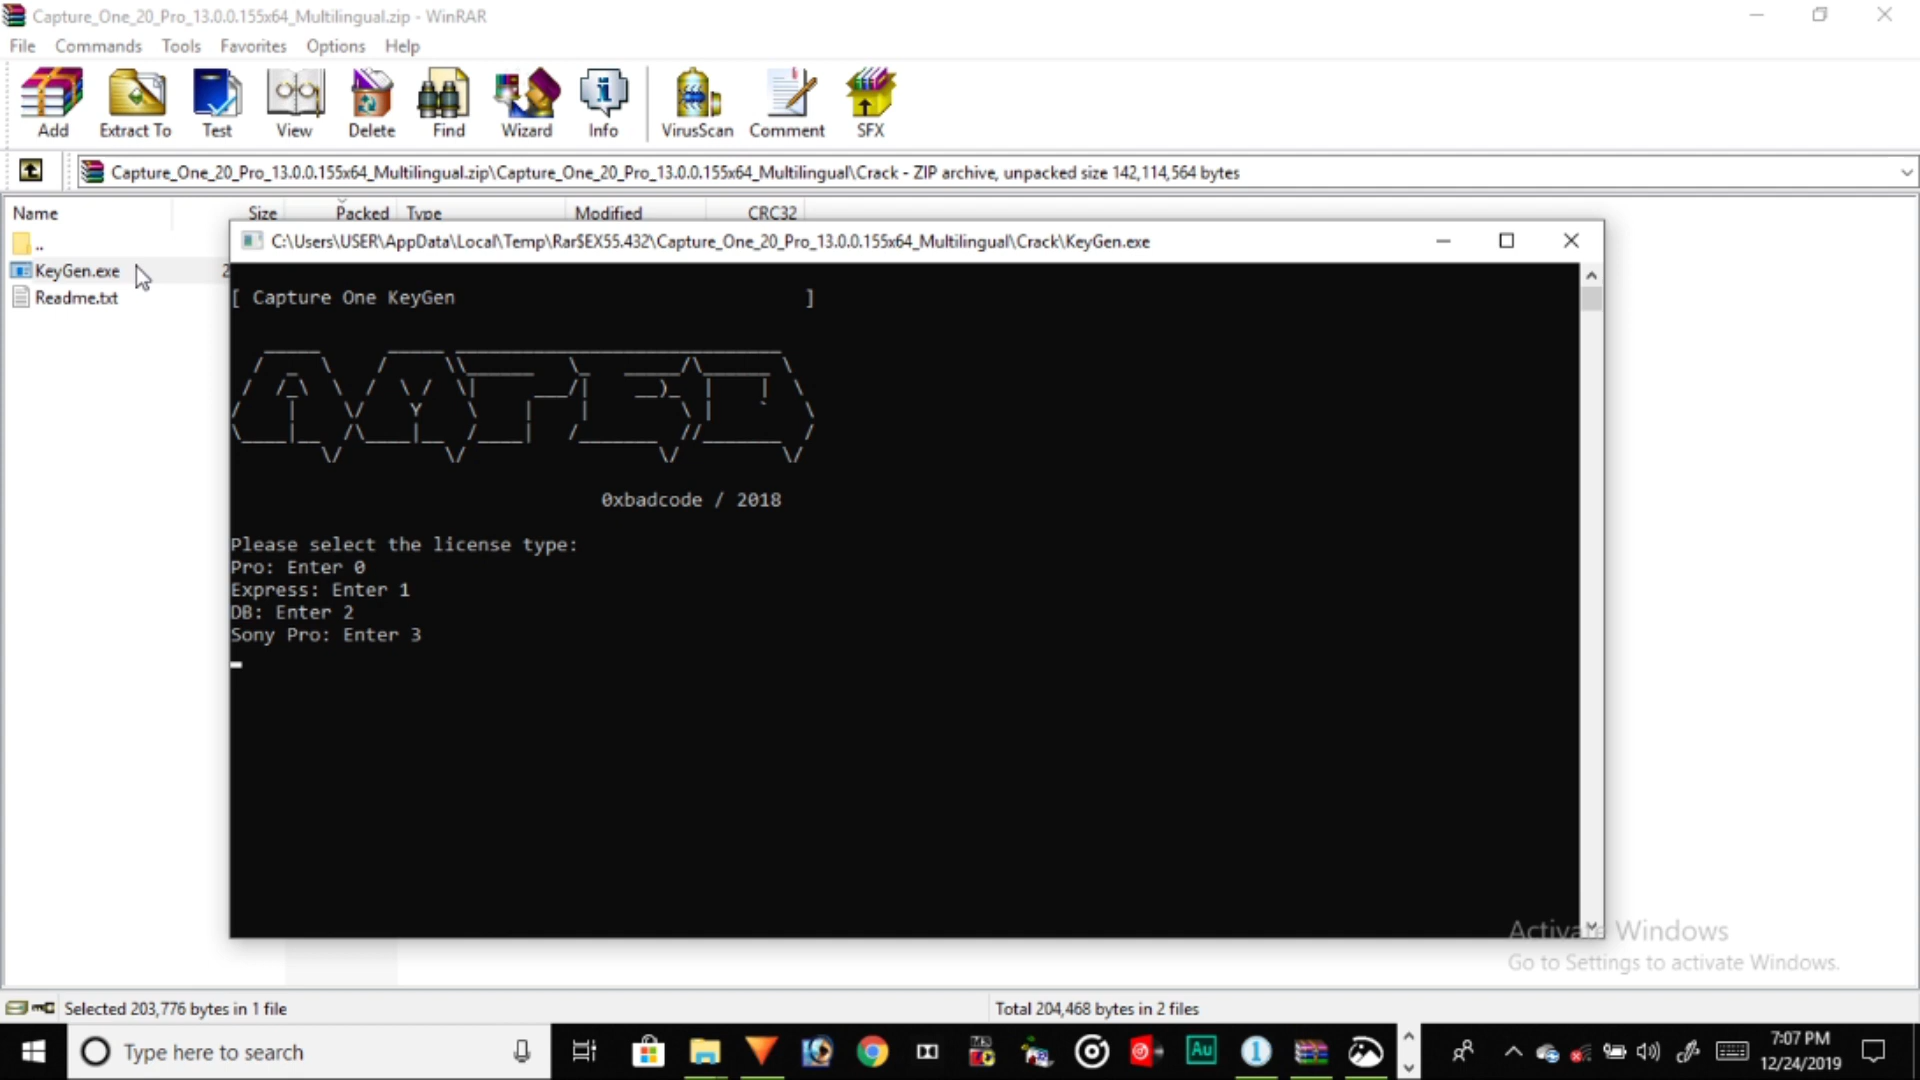 Capture_One_20_Pro_13.0.0.155x64_Multilingual.zip - WinRAR
File Commands Tools Favorites Options Help
Add Extract To Test View Delete Find Wizard Info VirusScan Comment SFX
Capture_One_20_Pro_13.0.0.155x64_Multilingual.zip\Capture_One_20_Pro_13.0.0.155x64_Multilingual\Crack - ZIP archive, unpacked size 142,114,564 bytes
Name Size Packed Type Modified CRC32
..
KeyGen.exe 2
Readme.txt
C:\Users\USER\AppData\Local\Temp\Rar$EX55.432\Capture_One_20_Pro_13.0.0.155x64_Multilingual\Crack\KeyGen.exe
[ Capture One KeyGen ]
AMPED
0xbadcode / 2018
Please select the license type:
Pro: Enter 0
Express: Enter 1
DB: Enter 2
Sony Pro: Enter 3
Activate Windows
Go to Settings to activate Windows.
Selected 203,776 bytes in 1 file
Total 204,468 bytes in 2 files
Type here to search
Au
1
7:07 PM
12/24/2019